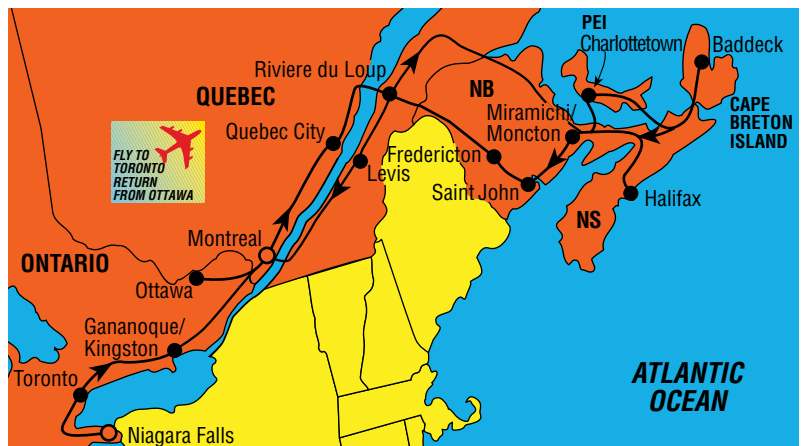 PEI
Charlottetown
Baddeck
Riviere du Loup
QUEBEC
NB
Miramichi/
Moncton
CAPE
BRETON
ISLAND
Quebec City
FLY TO
TORONTO
RETURN
FROM OTTAWA
Fredericton
Levis
Saint John
Halifax
NS
Montreal
ONTARIO
Ottawa
Gananoque/
Kingston
Toronto
ATLANTIC
OCEAN
Niagara Falls